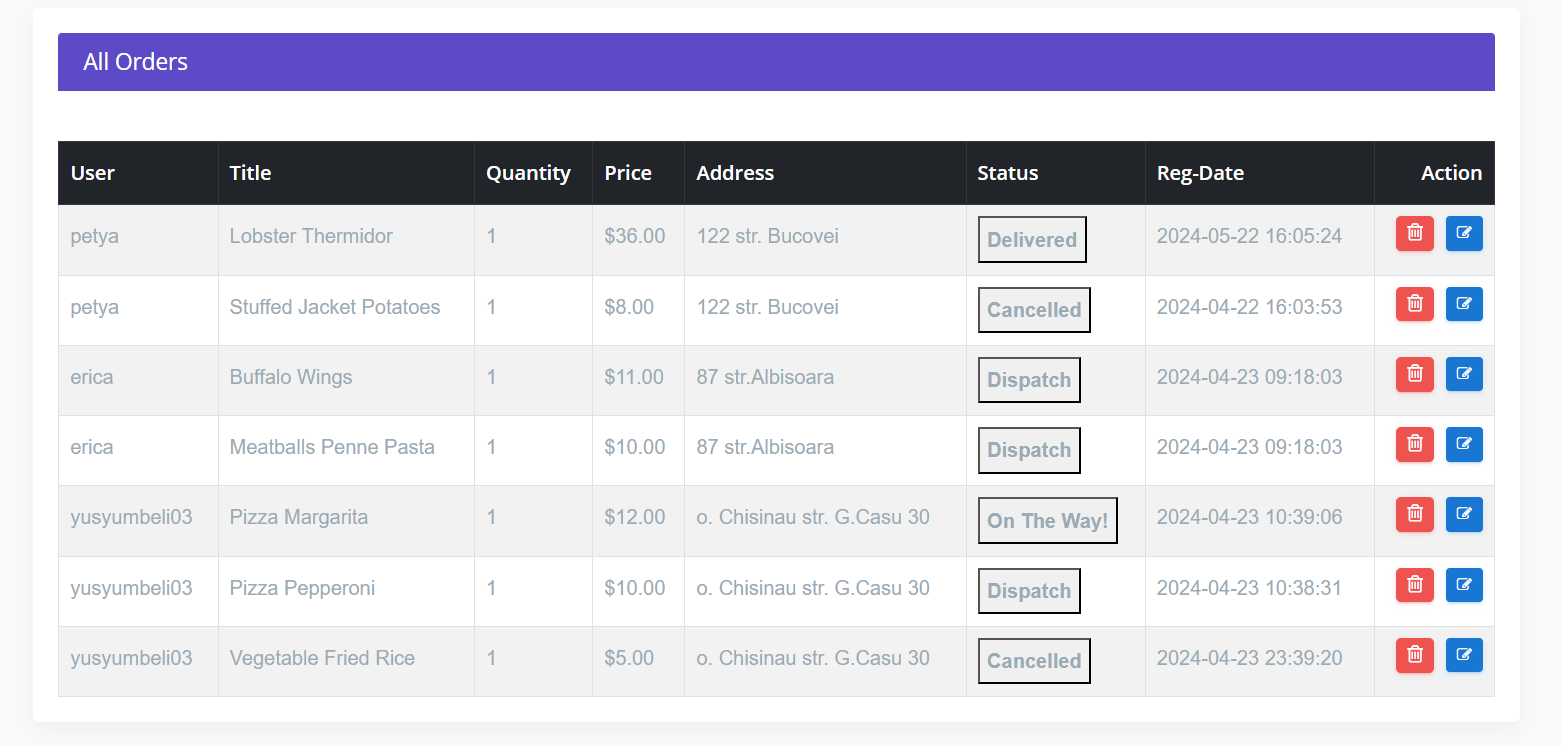 All Orders
User Title Quantity Price Address Status Reg-Date Action
petya Lobster Thermidor 1 $36.00 122 str. Bucovei Delivered 2024-05-22 16:05:24
petya Stuffed Jacket Potatoes 1 $8.00 122 str. Bucovei Cancelled 2024-04-22 16:03:53
erica Buffalo Wings 1 $11.00 87 str.Albisoara Dispatch 2024-04-23 09:18:03
erica Meatballs Penne Pasta 1 $10.00 87 str.Albisoara Dispatch 2024-04-23 09:18:03
yusyumbeli03 Pizza Margarita 1 $12.00 o. Chisinau str. G.Casu 30 On The Way! 2024-04-23 10:39:06
yusyumbeli03 Pizza Pepperoni 1 $10.00 o. Chisinau str. G.Casu 30 Dispatch 2024-04-23 10:38:31
yusyumbeli03 Vegetable Fried Rice 1 $5.00 o. Chisinau str. G.Casu 30 Cancelled 2024-04-23 23:39:20